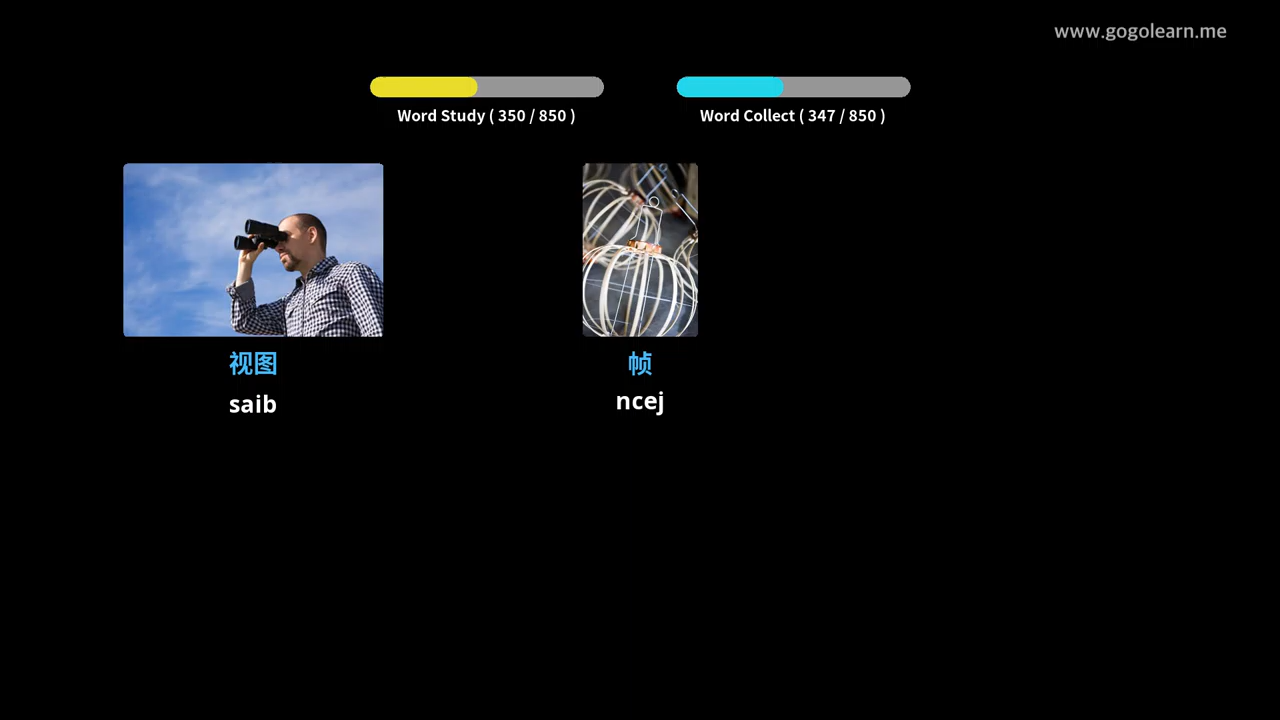 www.gogolearn.me
Word Study ( 350 / 850 )
Word Collect ( 347 / 850 )
视图
saib
帧
ncej